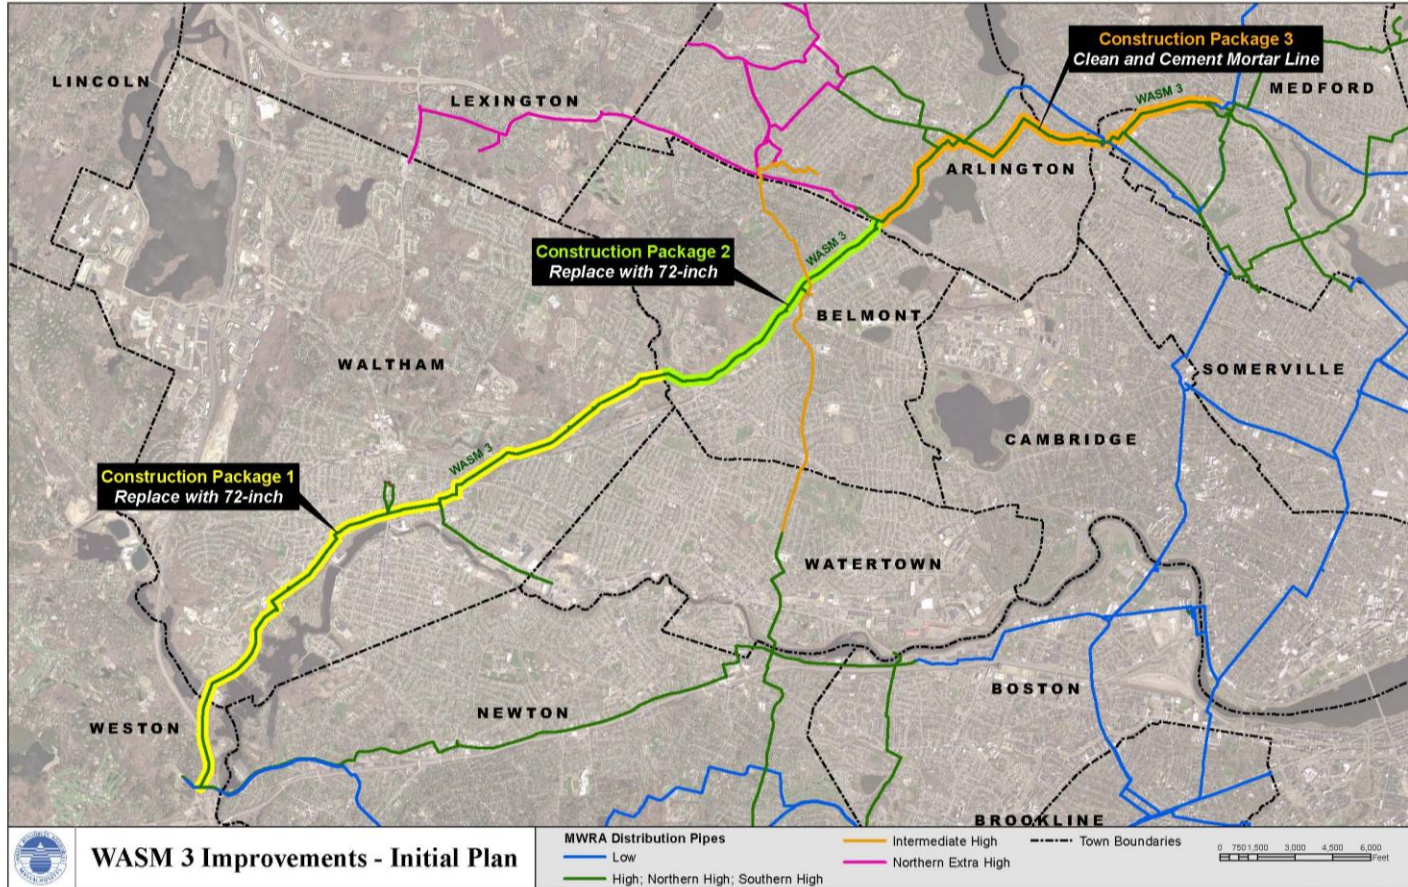 LINCOLN
LEXINGTON
Construction Package 3
Clean and Cement Mortar Line
WASM 3
MEDFORD
ARLINGTON
Construction Package 2
Replace with 72-inch
WASM 3
BELMONT
WALTHAM
SOMERVILLE
CAMBRIDGE
WASM 3
Construction Package 1
Replace with 72-inch
WATERTOWN
BOSTON
NEWTON
WESTON
BROOKLINE
WASM 3 Improvements - Initial Plan
MWRA Distribution Pipes
Low
High; Northern High; Southern High
Intermediate High
Northern Extra High
Town Boundaries
0 750 1,500 3,000 4,500 6,000
Feet